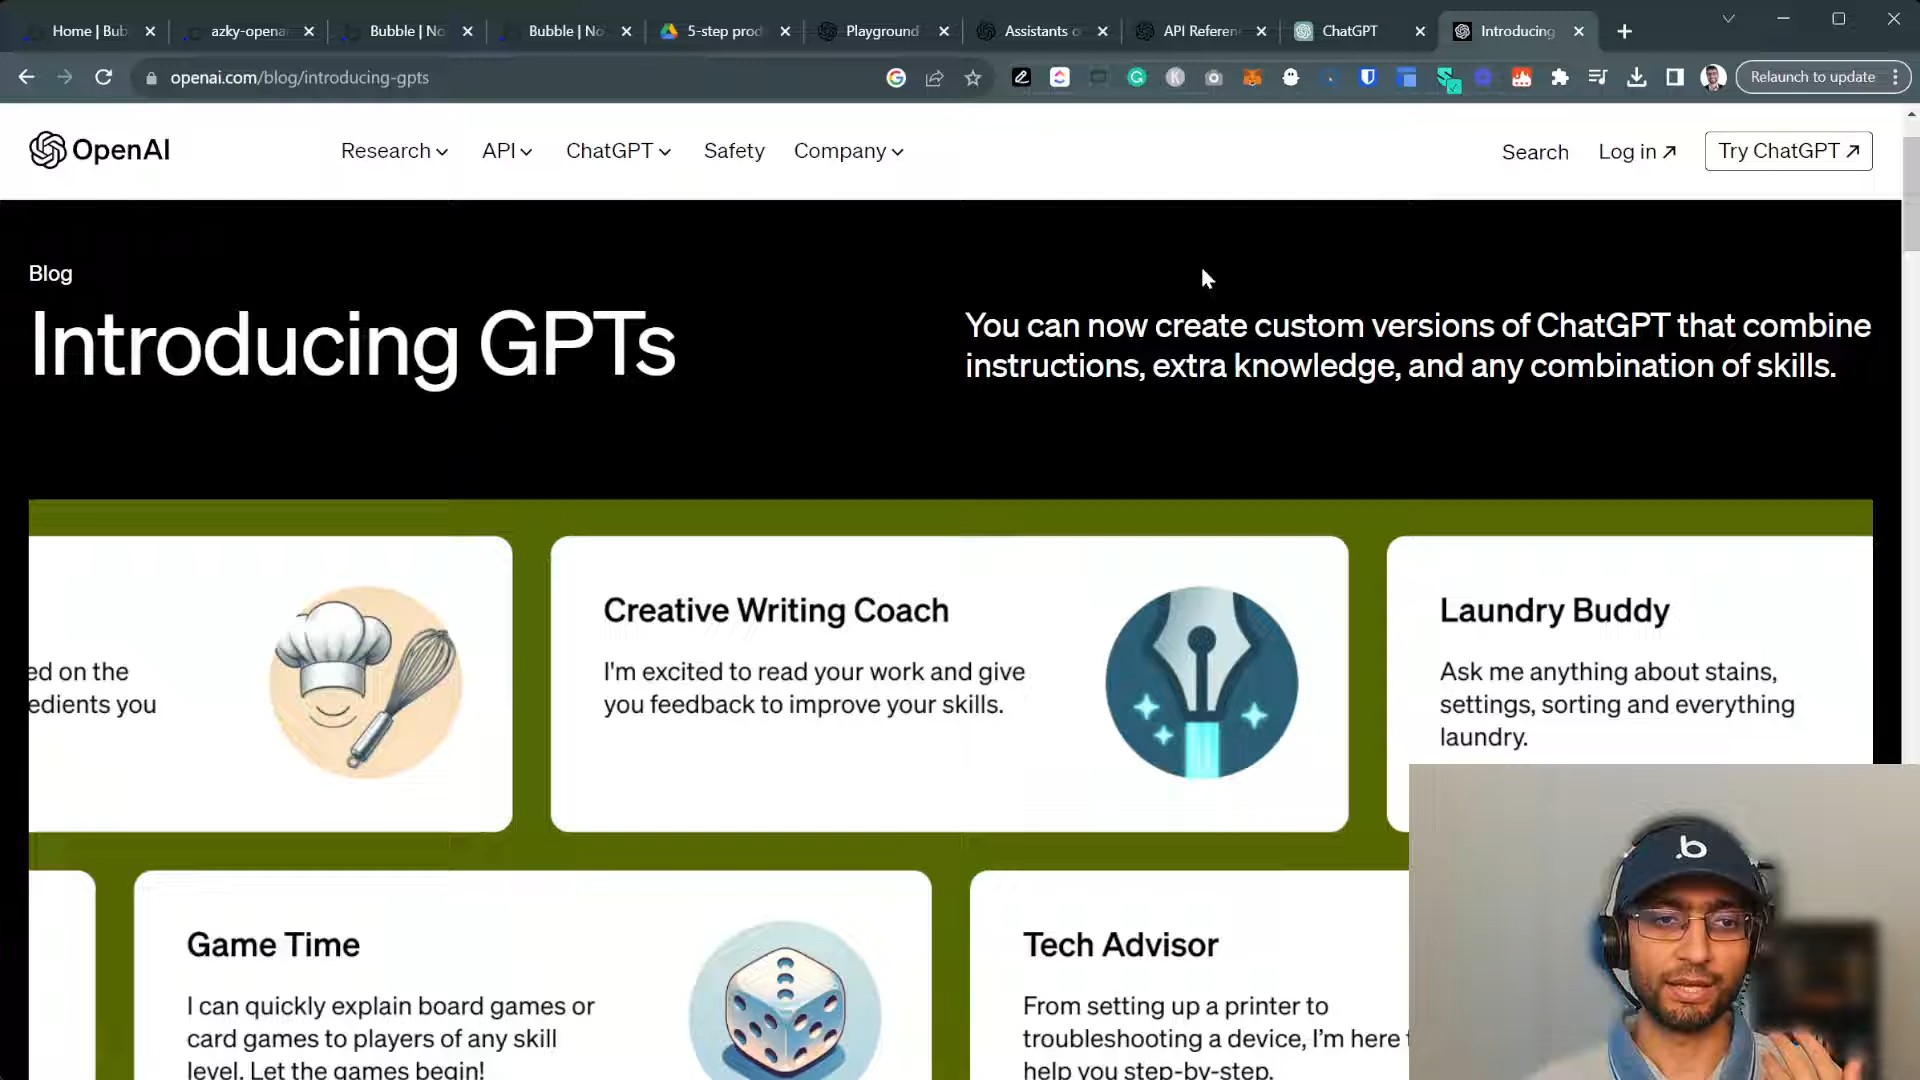 Home | Bub
azky-opena
Bubble | No
Bubble | No
5-step prod
Playground
Assistants o
API Referen
ChatGPT
Introducing
openai.com/blog/introducing-gpts
Relaunch to update
OpenAI
Research
API
ChatGPT
Safety
Company
Search
Log in ↗
Try ChatGPT ↗
Blog
Introducing GPTs
You can now create custom versions of ChatGPT that combine
instructions, extra knowledge, and any combination of skills.
ed on the
edients you
Creative Writing Coach
I'm excited to read your work and give
you feedback to improve your skills.
Laundry Buddy
Ask me anything about stains,
settings, sorting and everything
laundry.
Game Time
I can quickly explain board games or
card games to players of any skill
level. Let the games begin!
Tech Advisor
From setting up a printer to
troubleshooting a device, I'm here
help you step-by-step.
.b